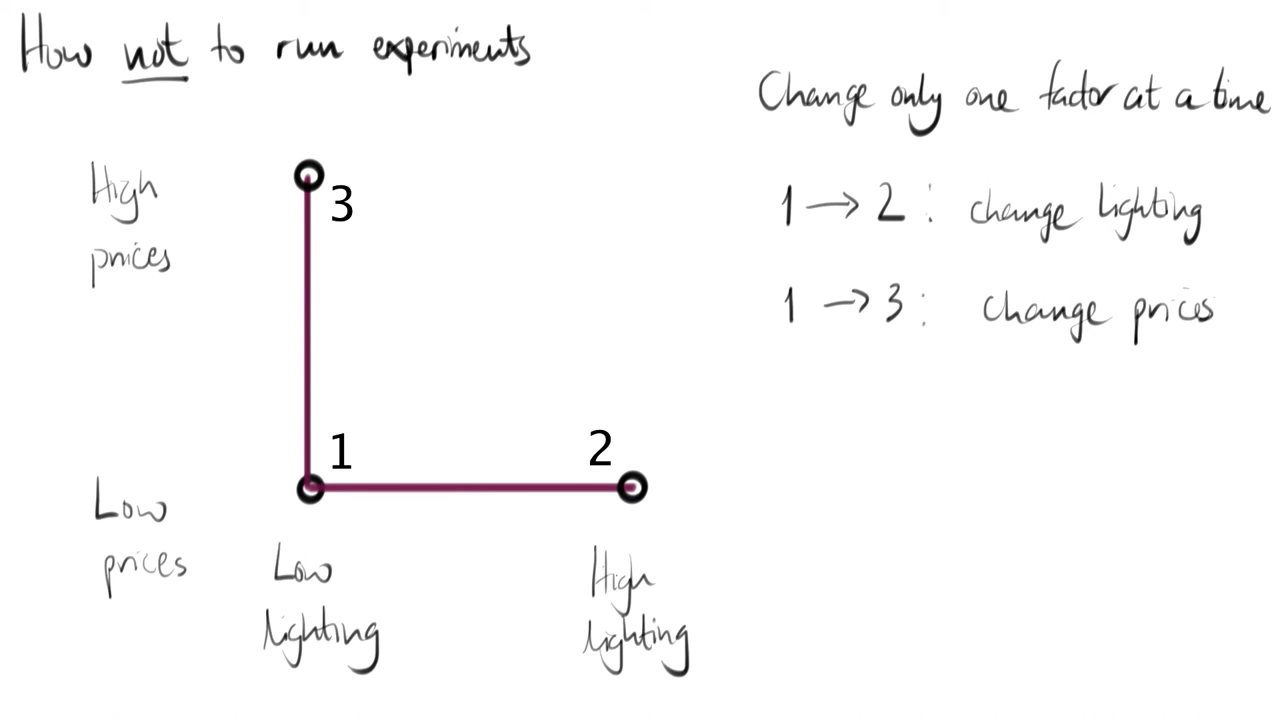 How not to run experiments
Change only one factor at a time
High
prices
3
1 → 2 : change lighting
1 → 3 : change prices
1
2
Low
prices
Low
lighting
High
lighting